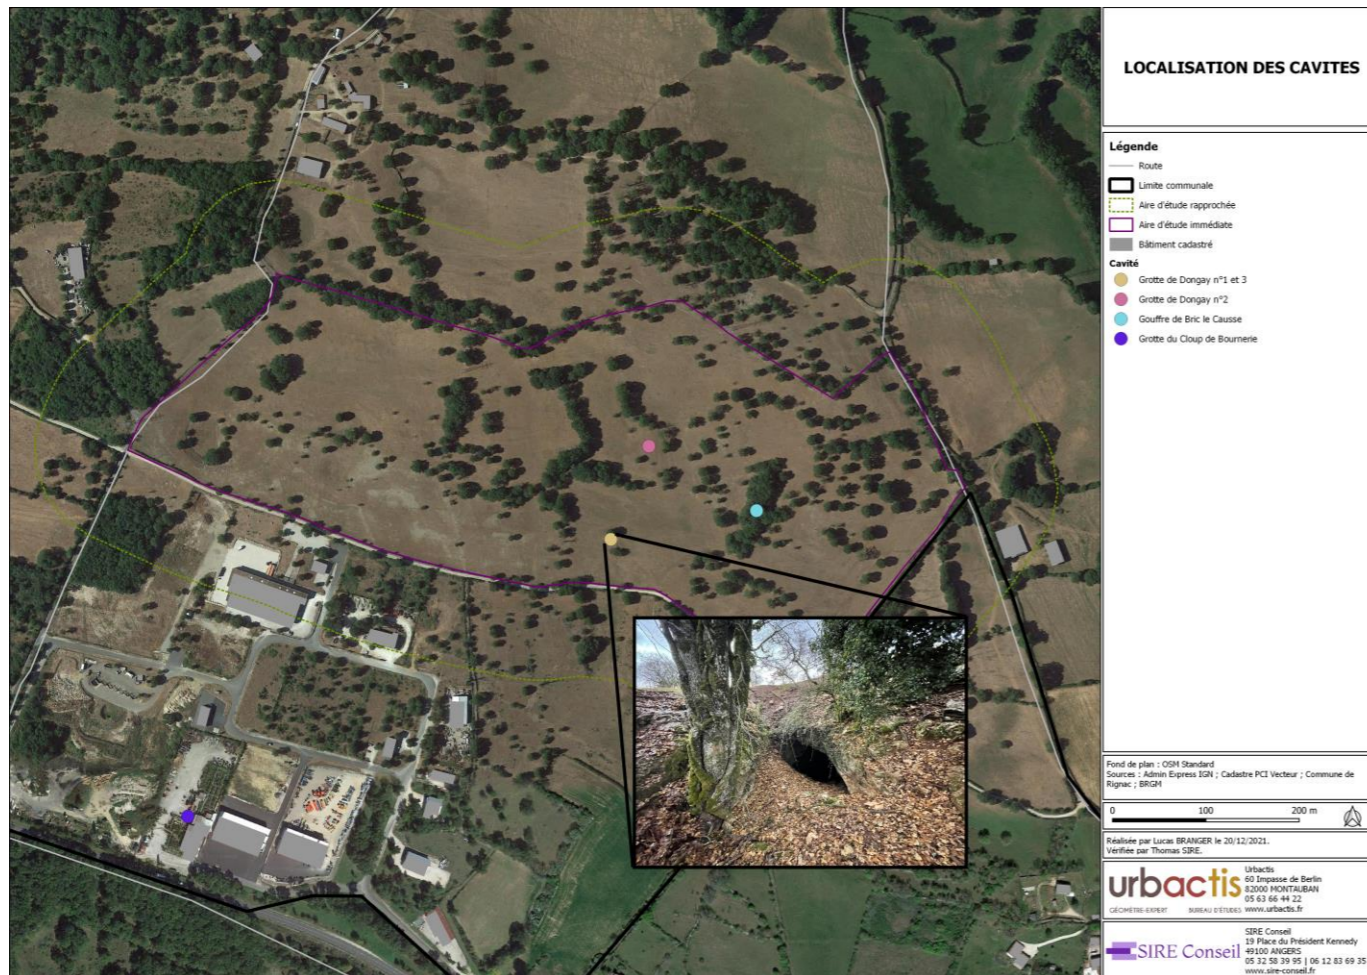 LOCALISATION DES CAVITES
Légende
Route
Limite communale
Aire d'étude rapprochée
Aire d'étude immédiate
Bâtiment cadastré
Cavité
Grotte de Dongay n°1 et 3
Grotte de Dongay n°2
Gouffre de Bric le Causse
Grotte du Cloup de Bournerie
Fond de plan : OSM Standard
Sources : Admin Express IGN ; Cadastre PCI Vecteur ; Commune de
Rignac ; BRGM
0 100 200 m
Réalisée par Lucas BRANGER le 20/12/2021.
Vérifiée par Thomas SIRE.
urbactis
GÉOMÈTRE-EXPERT BUREAU D'ÉTUDES
Urbactis
60 Impasse de Berlin
82000 MONTAUBAN
05 63 66 44 22
www.urbactis.fr
SIRE Conseil
SIRE Conseil
19 Place du Président Kennedy
49100 ANGERS
05 32 58 39 95 | 06 12 83 69 35
www.sire-conseil.fr